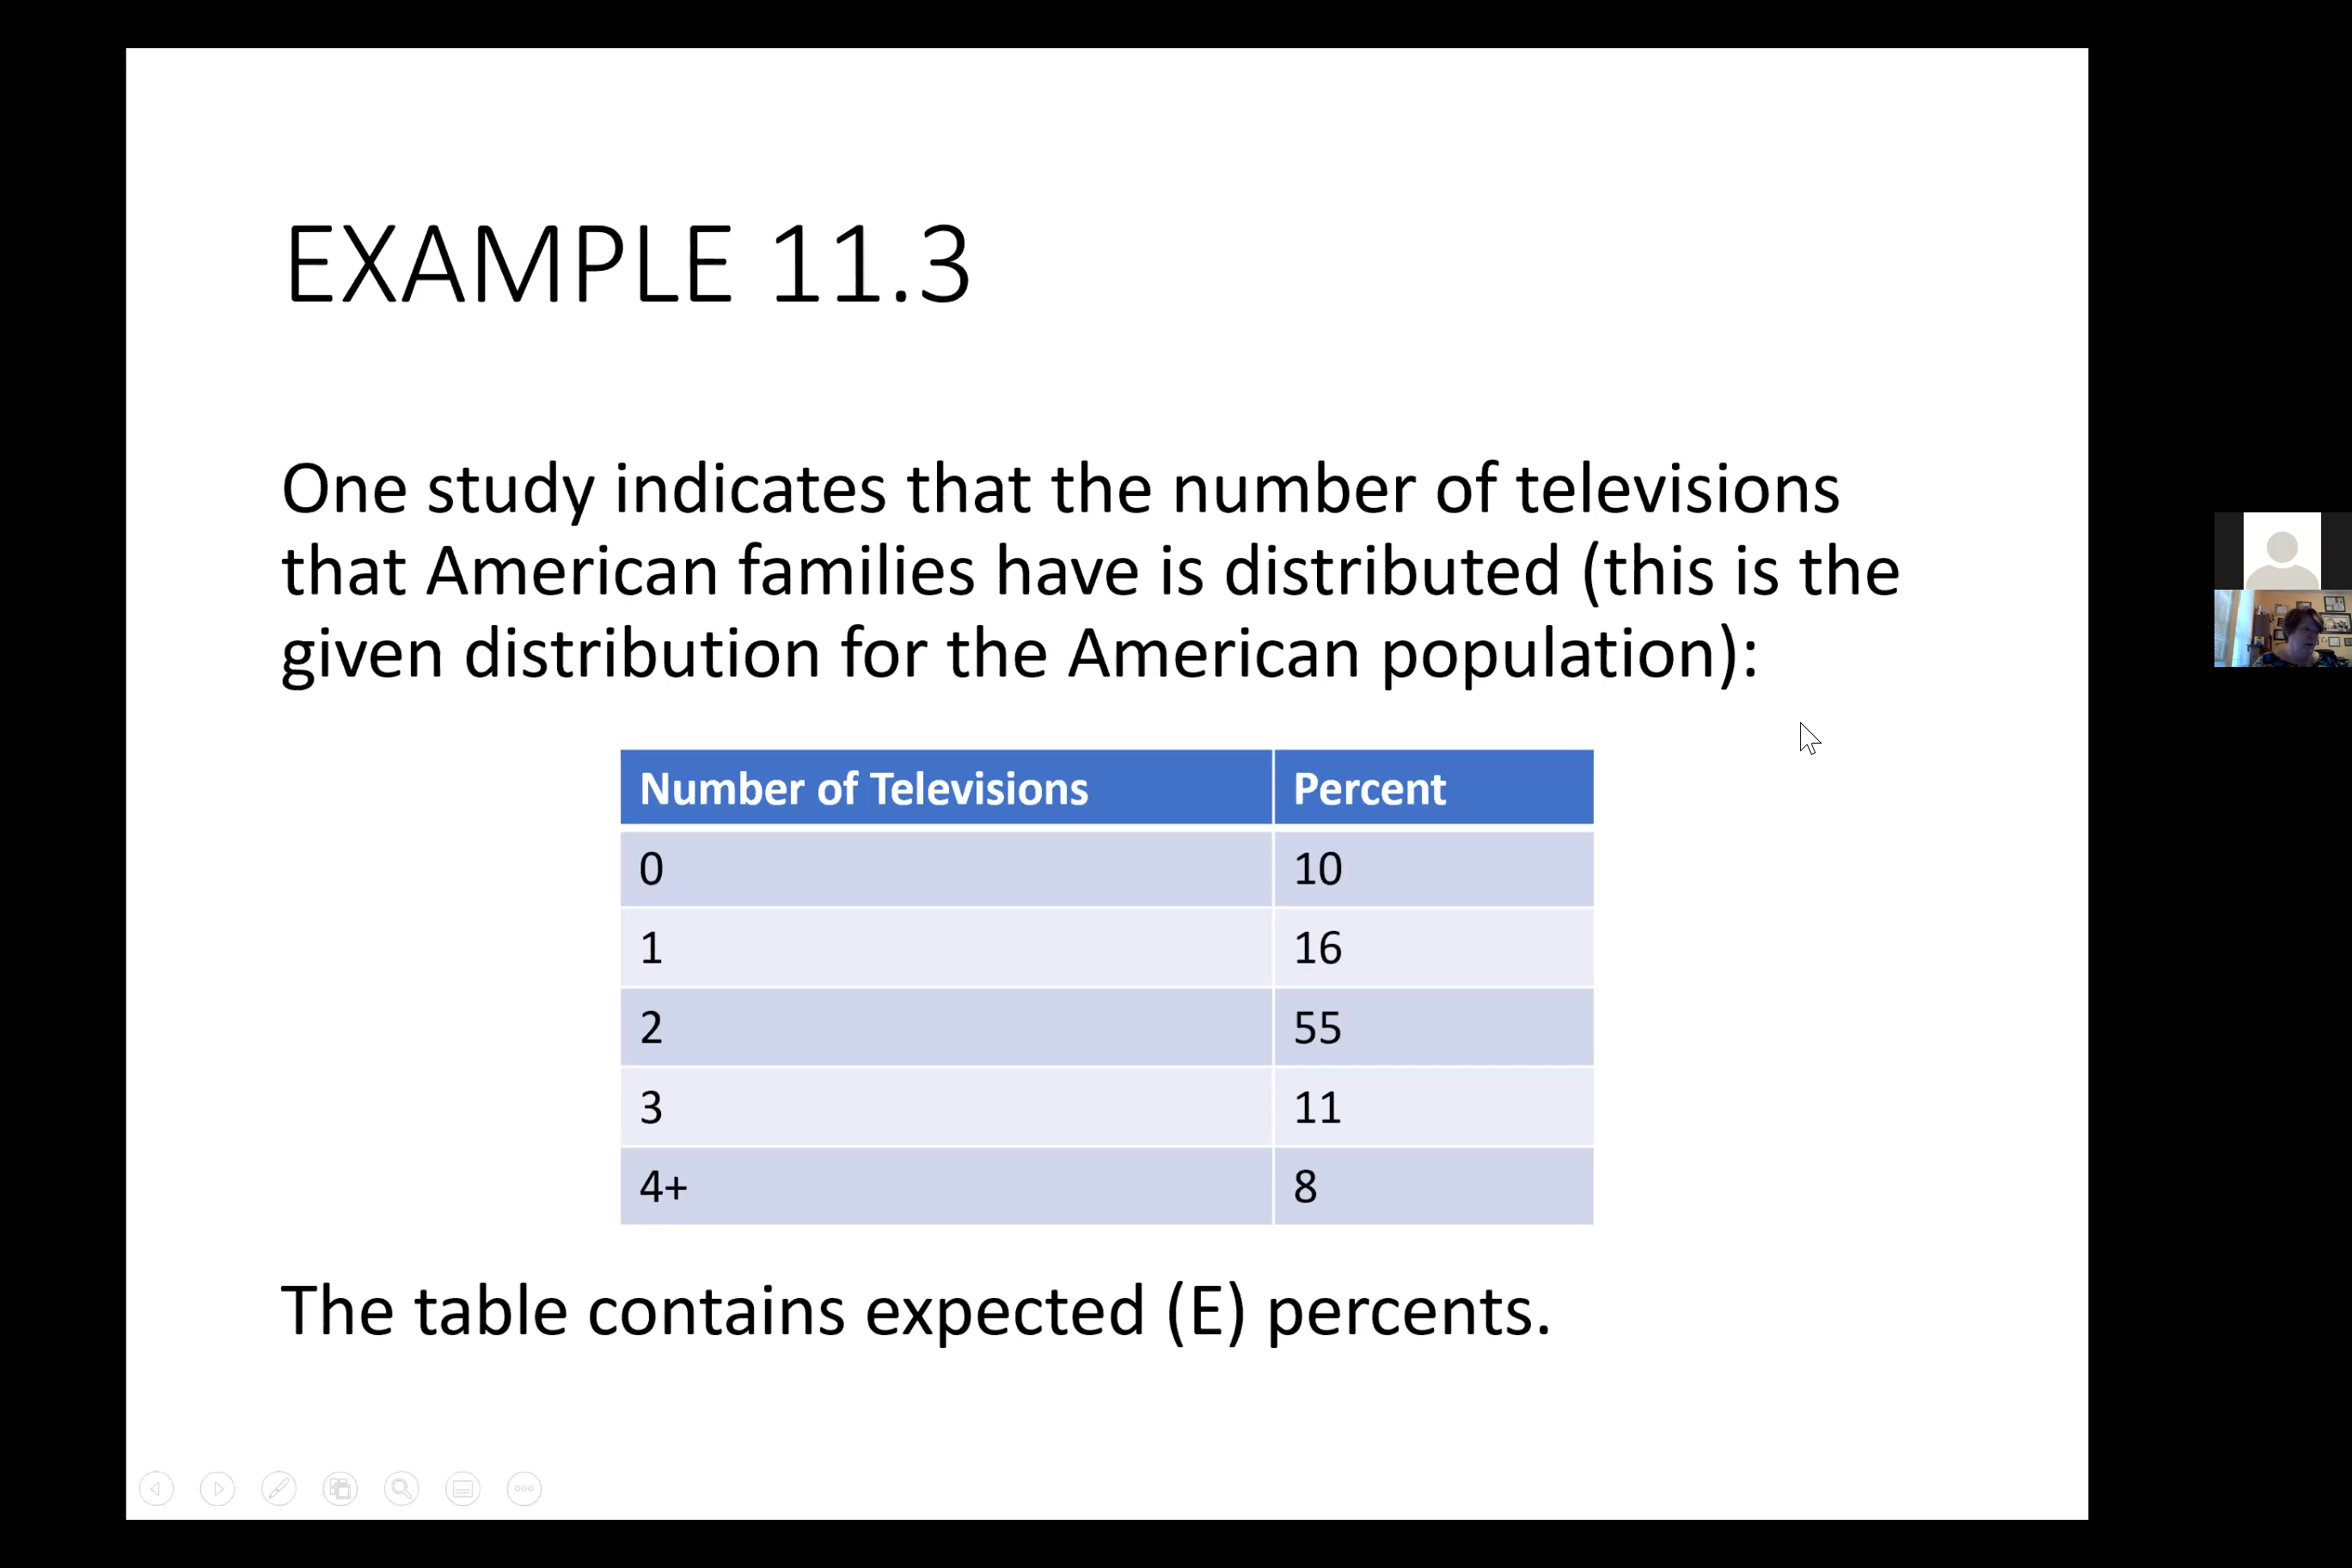 EXAMPLE 11.3
One study indicates that the number of televisions
that American families have is distributed (this is the
given distribution for the American population):
Number of Televisions Percent
0 10
1 16
2 55
3 11
4+ 8
The table contains expected (E) percents.